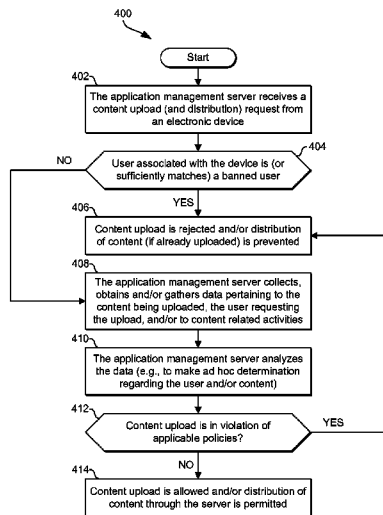 400
Start
402
The application management server receives a
content upload (and distribution) request from
an electronic device
404
NO
User associated with the device is (or
sufficiently matches) a banned user
YES
406
Content upload is rejected and/or distribution
of content (if already uploaded) is prevented
408
The application management server collects,
obtains and/or gathers data pertaining to the
content being uploaded, the user requesting
the upload, and/or to content related activities
410
The application management server analyzes
the data (e.g., to make ad hoc determination
regarding the user and/or content)
412
Content upload is in violation of
applicable policies?
YES
NO
414
Content upload is allowed and/or distribution of
content through the server is permitted